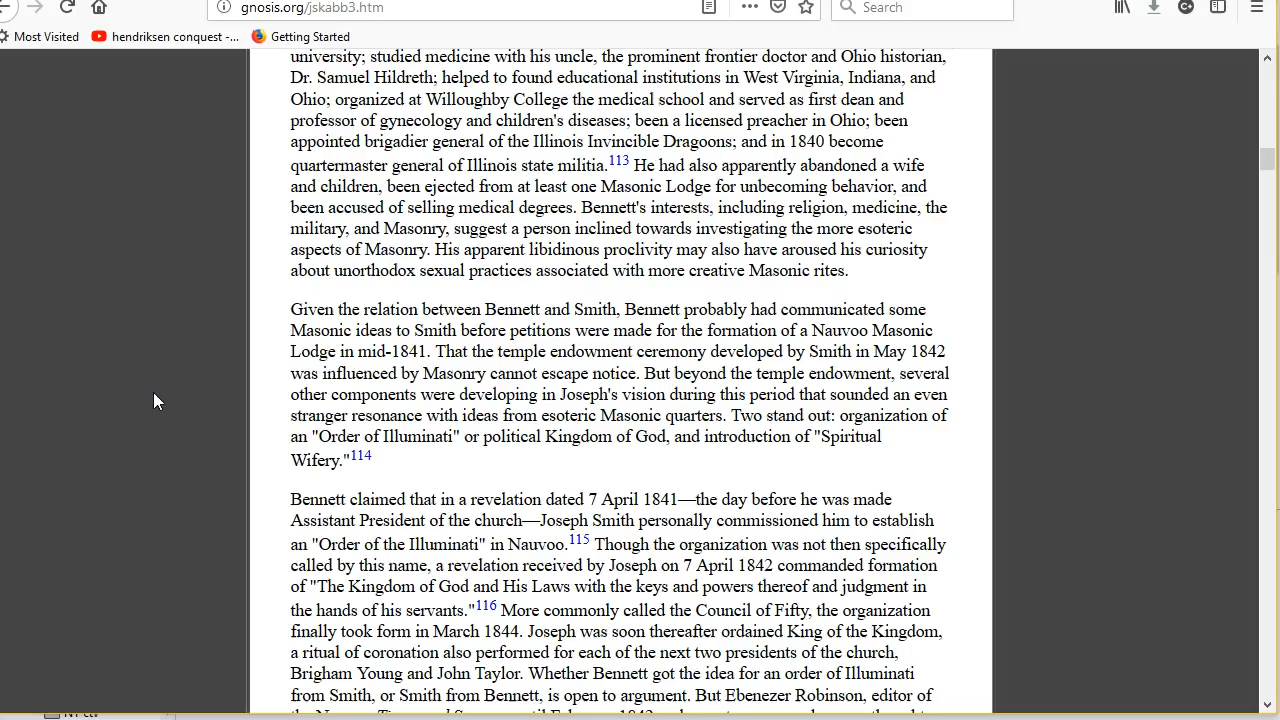 gnosis.org/jskabb3.htm
Search
Most Visited
hendriksen conquest -...
Getting Started
university; studied medicine with his uncle, the prominent frontier doctor and Ohio historian,
Dr. Samuel Hildreth; helped to found educational institutions in West Virginia, Indiana, and
Ohio; organized at Willoughby College the medical school and served as first dean and
professor of gynecology and children's diseases; been a licensed preacher in Ohio; been
appointed brigadier general of the Illinois Invincible Dragoons; and in 1840 become
quartermaster general of Illinois state militia.113 He had also apparently abandoned a wife
and children, been ejected from at least one Masonic Lodge for unbecoming behavior, and
been accused of selling medical degrees. Bennett's interests, including religion, medicine, the
military, and Masonry, suggest a person inclined towards investigating the more esoteric
aspects of Masonry. His apparent libidinous proclivity may also have aroused his curiosity
about unorthodox sexual practices associated with more creative Masonic rites.
Given the relation between Bennett and Smith, Bennett probably had communicated some
Masonic ideas to Smith before petitions were made for the formation of a Nauvoo Masonic
Lodge in mid-1841. That the temple endowment ceremony developed by Smith in May 1842
was influenced by Masonry cannot escape notice. But beyond the temple endowment, several
other components were developing in Joseph's vision during this period that sounded an even
stranger resonance with ideas from esoteric Masonic quarters. Two stand out: organization of
an "Order of Illuminati" or political Kingdom of God, and introduction of "Spiritual
Wifery."114
Bennett claimed that in a revelation dated 7 April 1841—the day before he was made
Assistant President of the church—Joseph Smith personally commissioned him to establish
an "Order of the Illuminati" in Nauvoo.115 Though the organization was not then specifically
called by this name, a revelation received by Joseph on 7 April 1842 commanded formation
of "The Kingdom of God and His Laws with the keys and powers thereof and judgment in
the hands of his servants."116 More commonly called the Council of Fifty, the organization
finally took form in March 1844. Joseph was soon thereafter ordained King of the Kingdom,
a ritual of coronation also performed for each of the next two presidents of the church,
Brigham Young and John Taylor. Whether Bennett got the idea for an order of Illuminati
from Smith, or Smith from Bennett, is open to argument. But Ebenezer Robinson, editor of